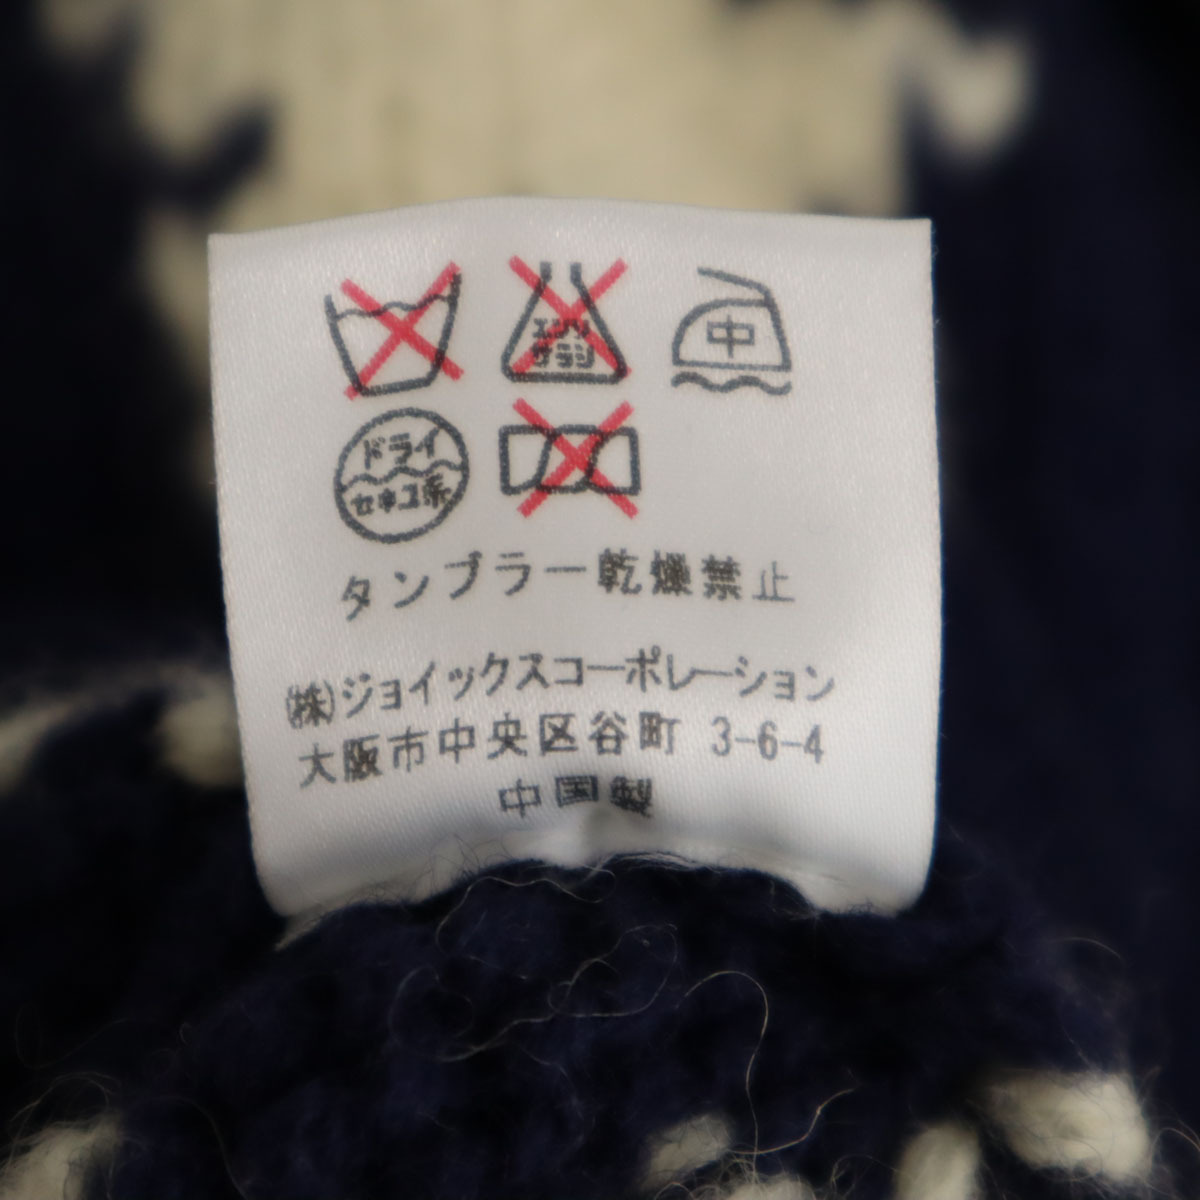 エンソ
サラシ
中
ドライ
セキユ系
タンブラー乾燥禁止
(株)ジョイックスコーポレーション
大阪市中央区谷町 3-6-4
中国製